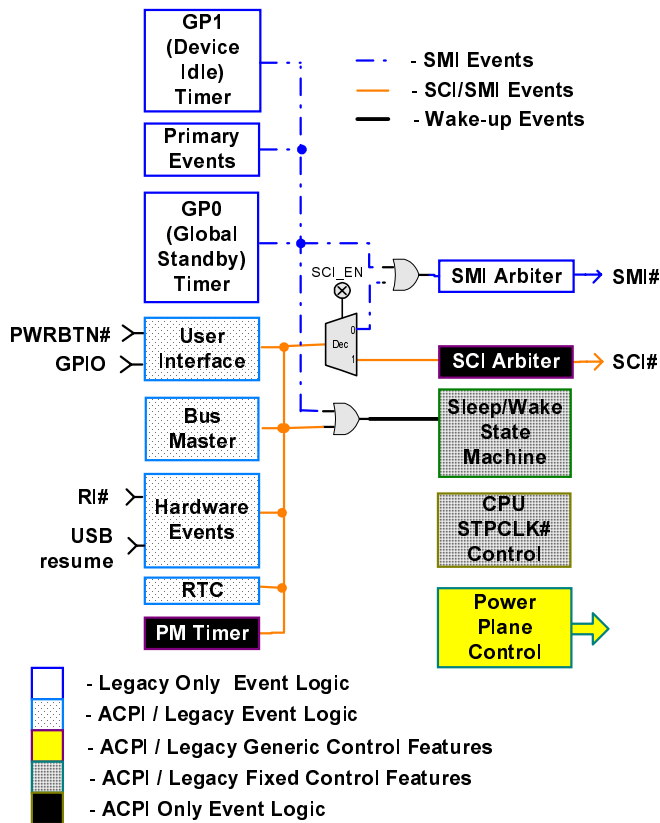 GP1
(Device
Idle)
Timer
- SMI Events
- SCI/SMI Events
- Wake-up Events
Primary
Events
GP0
(Global
Standby)
Timer
SCI_EN
SMI Arbiter
SMI#
PWRBTN#
GPIO
User
Interface
0
Dec
1
SCI Arbiter
SCI#
Bus
Master
Sleep/Wake
State
Machine
RI#
USB
resume
Hardware
Events
CPU
STPCLK#
Control
RTC
PM Timer
Power
Plane
Control
- Legacy Only Event Logic
- ACPI / Legacy Event Logic
- ACPI / Legacy Generic Control Features
- ACPI / Legacy Fixed Control Features
- ACPI Only Event Logic